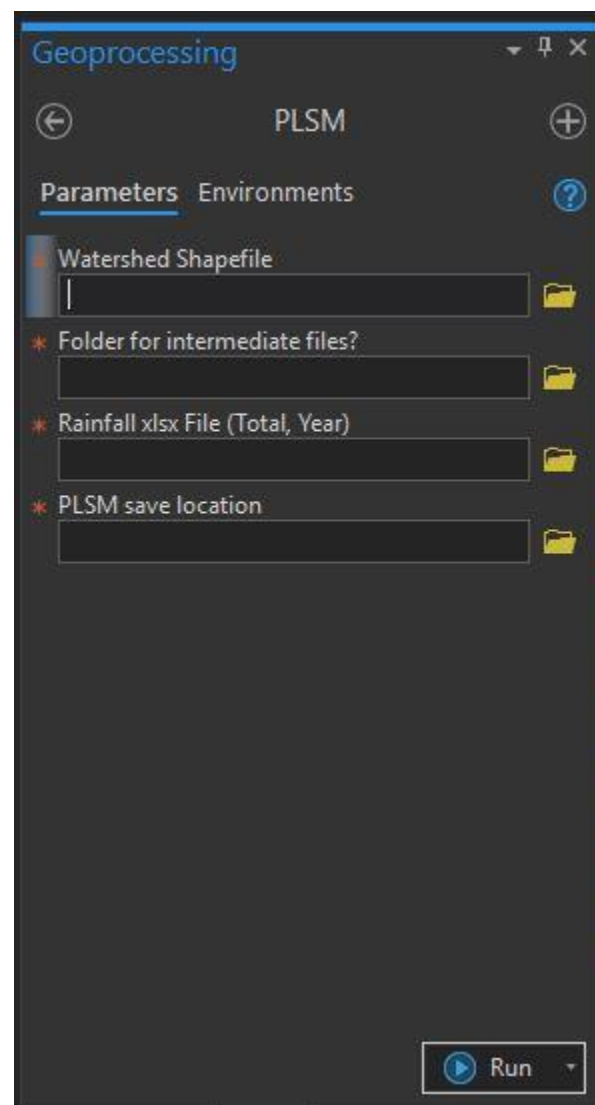 Geoprocessing
PLSM
Parameters Environments
* Watershed Shapefile
* Folder for intermediate files?
* Rainfall xlsx File (Total, Year)
* PLSM save location
Run